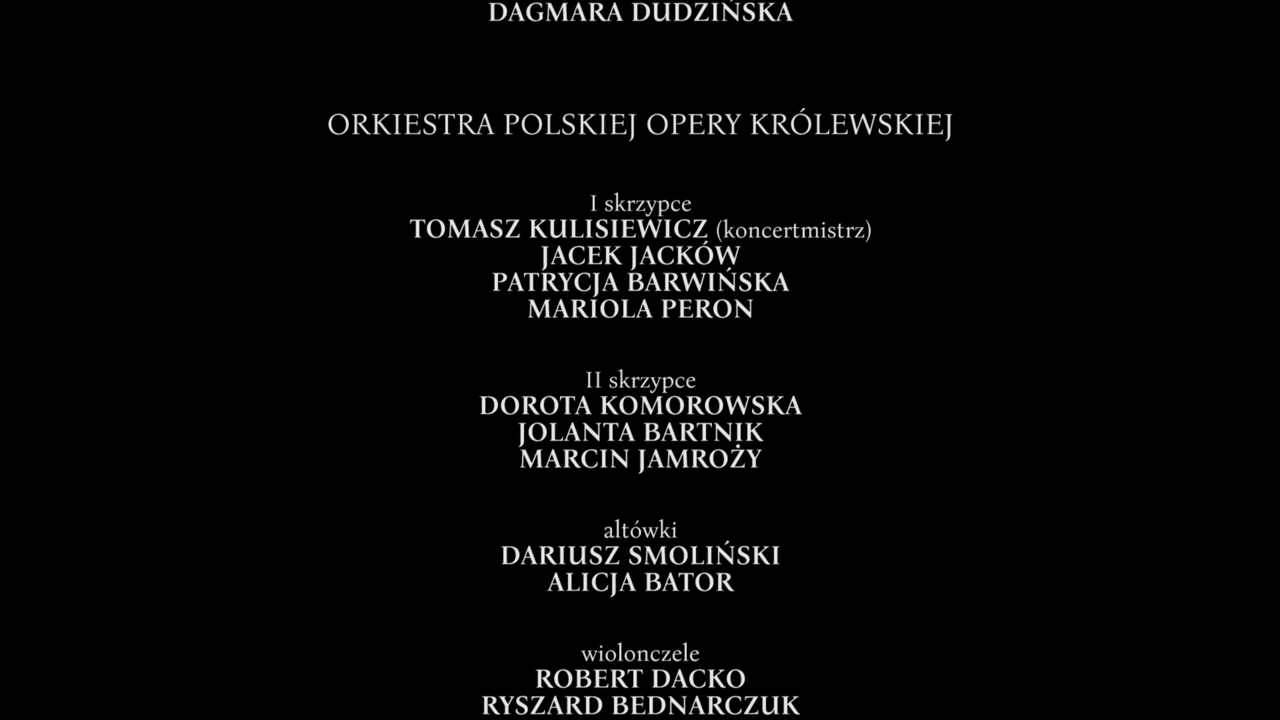 DAGMARA DUDZIŃSKA
ORKIESTRA POLSKIEJ OPERY KRÓLEWSKIEJ
I skrzypce
TOMASZ KULISIEWICZ (koncertmistrz)
JACEK JACKÓW
PATRYCJA BARWIŃSKA
MARIOLA PERON
II skrzypce
DOROTA KOMOROWSKA
JOLANTA BARTNIK
MARCIN JAMROŻY
altówki
DARIUSZ SMOLIŃSKI
ALICJA BATOR
wiolonczele
ROBERT DACKO
RYSZARD BEDNARCZUK